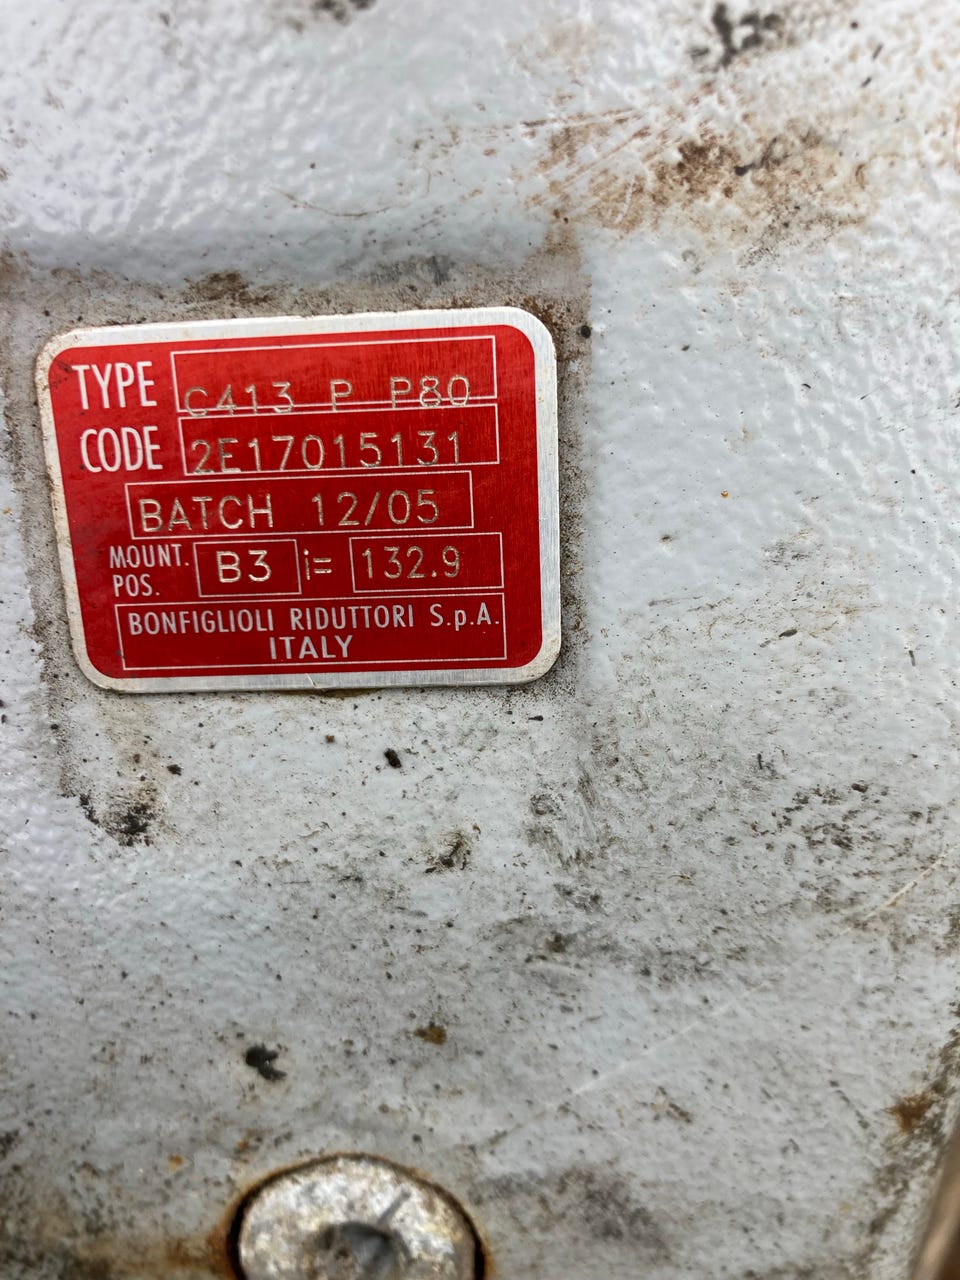 TYPE C413 P P80
CODE 2E17015131
BATCH 12/05
MOUNT. POS. B3 i= 132.9
BONFIGLIOLI RIDUTTORI S.p.A.
ITALY